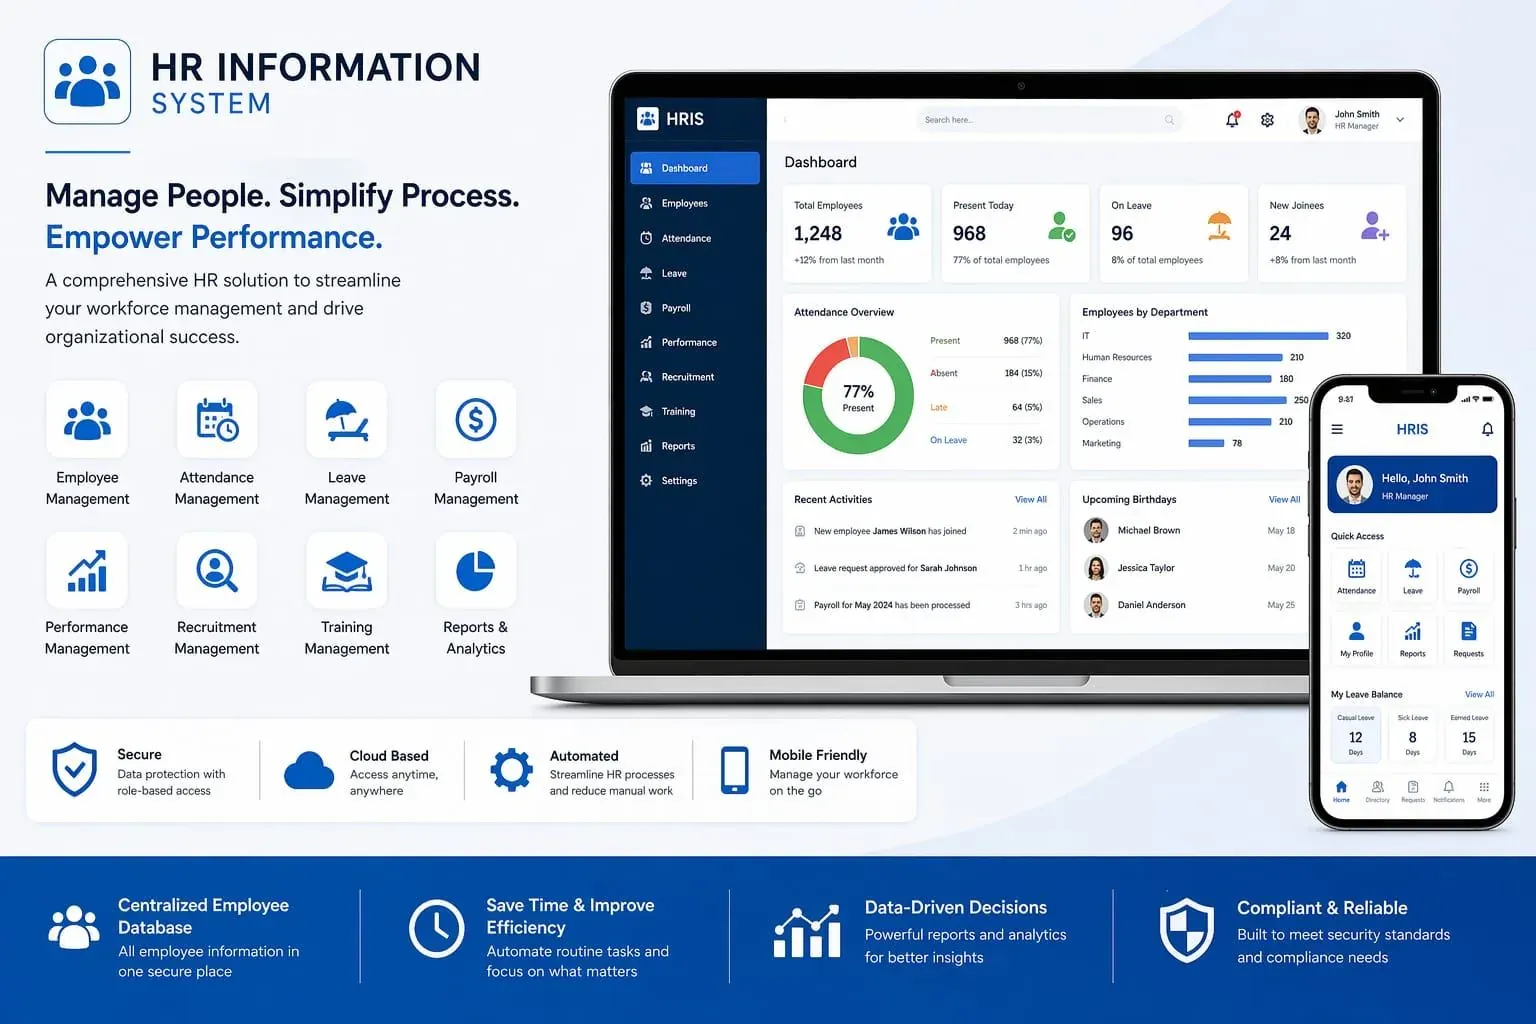 HR INFORMATION
SYSTEM
Manage People. Simplify Process.
Empower Performance.
A comprehensive HR solution to streamline
your workforce management and drive
organizational success.
Employee
Management
Attendance
Management
Leave
Management
Payroll
Management
Performance
Management
Recruitment
Management
Training
Management
Reports &
Analytics
Secure
Data protection with
role-based access
Cloud Based
Access anytime,
anywhere
Automated
Streamline HR processes
and reduce manual work
Mobile Friendly
Manage your workforce
on the go
HRIS
Dashboard
Employees
Attendance
Leave
Payroll
Performance
Recruitment
Training
Reports
Settings
Search here...
John Smith
HR Manager
Dashboard
Total Employees
1,248
+12% from last month
Present Today
968
77% of total employees
On Leave
96
8% of total employees
New Joinees
24
+8% from last month
Attendance Overview
77%
Present
Present 968 (77%)
Absent 184 (15%)
Late 64 (5%)
On Leave 32 (3%)
Employees by Department
IT 320
Human Resources 210
Finance 180
Sales 250
Operations 210
Marketing 78
Recent Activities View All
New employee James Wilson has joined 2 min ago
Leave request approved for Sarah Johnson 1 hr ago
Payroll for May 2024 has been processed 3 hrs ago
Upcoming Birthdays View All
Michael Brown May 18
Jessica Taylor May 20
Daniel Anderson May 25
HRIS
Hello, John Smith
HR Manager
Quick Access
Attendance
Leave
Payroll
My Profile
Reports
Requests
My Leave Balance View All
Casual Leave
12
Days
Sick Leave
8
Days
Earned Leave
15
Days
Home
Directory
Requests
Notifications
More
Centralized Employee
Database
All employee information in
one secure place
Save Time & Improve
Efficiency
Automate routine tasks and
focus on what matters
Data-Driven Decisions
Powerful reports and analytics
for better insights
Compliant & Reliable
Built to meet security standards
and compliance needs